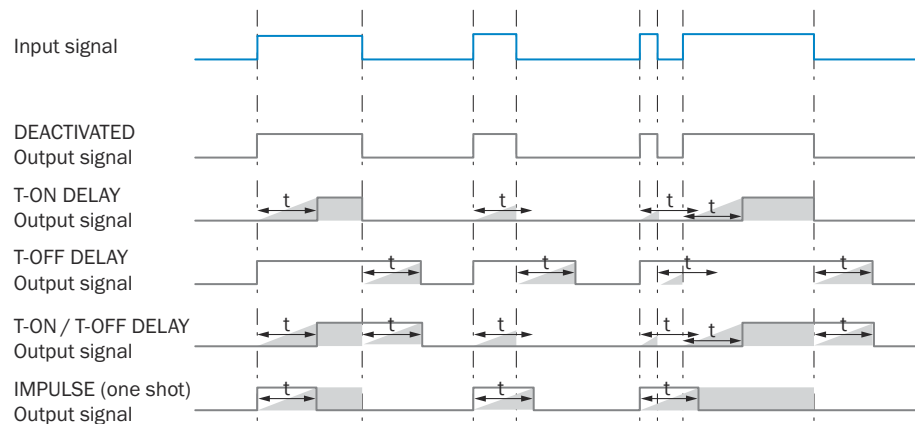 Input signal
DEACTIVATED
Output signal
T-ON DELAY
Output signal
t t t t
T-OFF DELAY
Output signal
t t t t
T-ON / T-OFF DELAY
Output signal
t t t t t t
IMPULSE (one shot)
Output signal
t t t